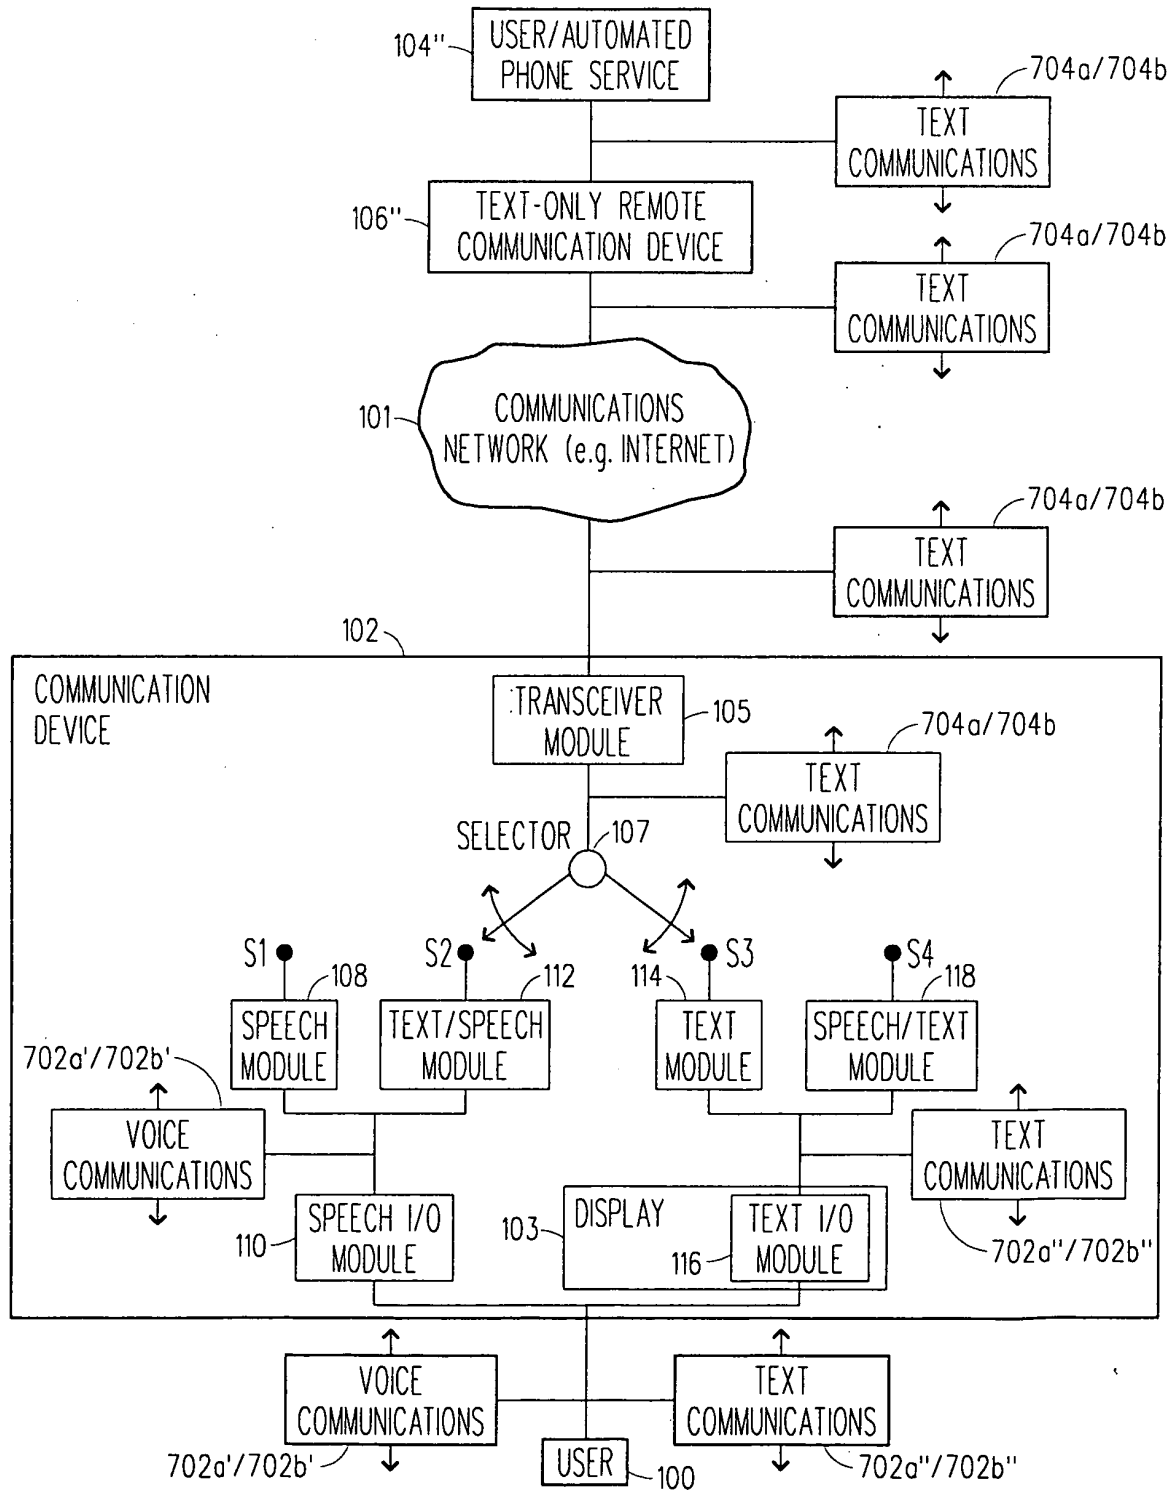 104"
USER/AUTOMATED
PHONE SERVICE
704a/704b
TEXT
COMMUNICATIONS
106"
TEXT-ONLY REMOTE
COMMUNICATION DEVICE
704a/704b
TEXT
COMMUNICATIONS
101
COMMUNICATIONS
NETWORK (e.g. INTERNET)
704a/704b
TEXT
COMMUNICATIONS
102
COMMUNICATION
DEVICE
TRANSCEIVER
MODULE
105
704a/704b
TEXT
COMMUNICATIONS
SELECTOR
107
S1
S2
S3
S4
108
112
114
118
SPEECH
MODULE
TEXT/SPEECH
MODULE
TEXT
MODULE
SPEECH/TEXT
MODULE
702a'/702b'
VOICE
COMMUNICATIONS
TEXT
COMMUNICATIONS
110
SPEECH I/O
MODULE
103
DISPLAY
116
TEXT I/O
MODULE
702a"/702b"
VOICE
COMMUNICATIONS
TEXT
COMMUNICATIONS
702a'/702b'
USER
100
702a"/702b"